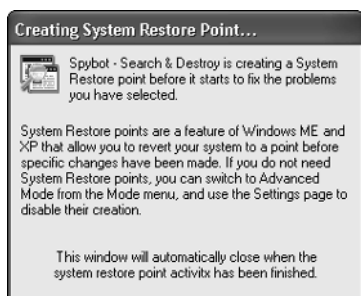 Creating System Restore Point...
Spybot - Search & Destroy is creating a System
Restore point before it starts to fix the problems
you have selected.
System Restore points are a feature of Windows ME and
XP that allow you to revert your system to a point before
specific changes have been made. If you do not need
System Restore points, you can switch to Advanced
Mode from the Mode menu, and use the Settings page to
disable their creation.
This window will automatically close when the
system restore point activitx has been finished.